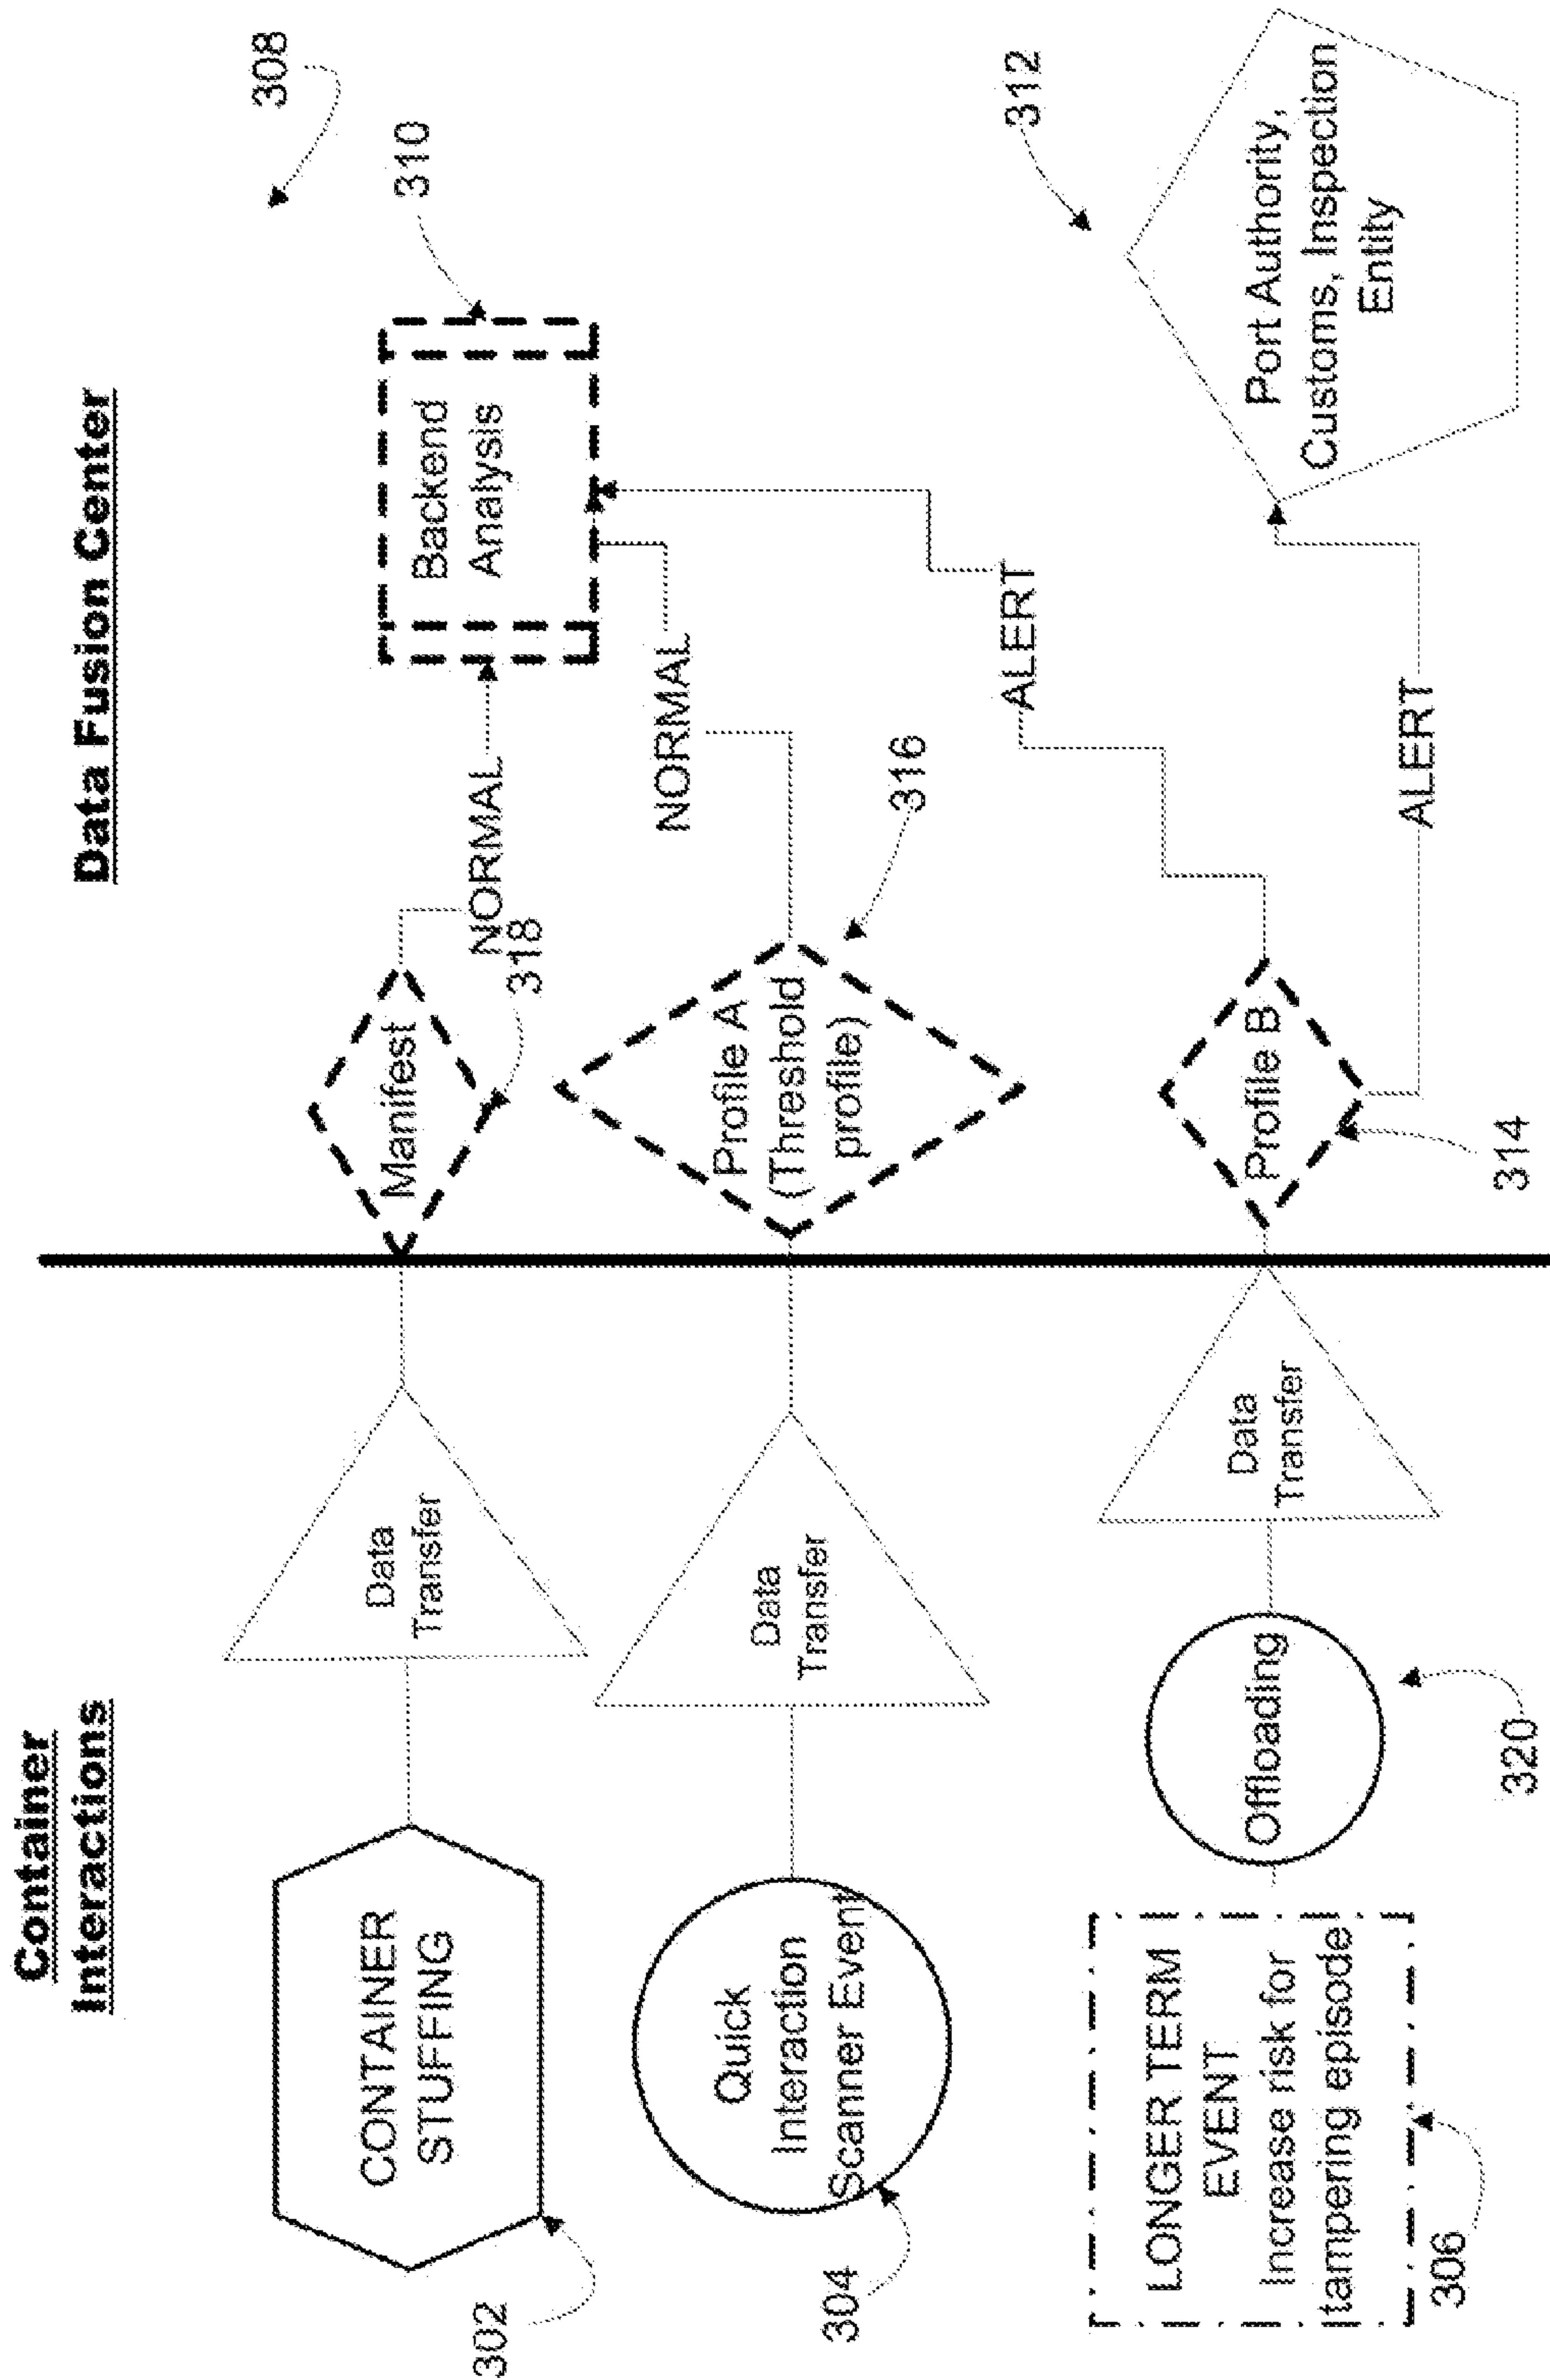 Container
Interactions
Data Fusion Center
308
CONTAINER
STUFFING
302
Data
Transfer
Manifest
318
NORMAL
Backend
Analysis
310
Quick
Interaction
Scanner Event
304
Data
Transfer
Profile A
(Threshold
profile)
316
NORMAL
LONGER TERM
EVENT
Increase risk for
tampering episode
306
Offloading
320
Data
Transfer
Profile B
314
ALERT
ALERT
Port Authority,
Customs, Inspection
Entity
312